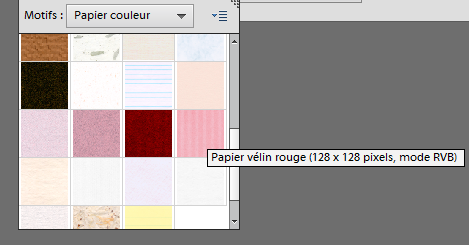 Motifs : Papier couleur
Papier vélin rouge (128 x 128 pixels, mode RVB)